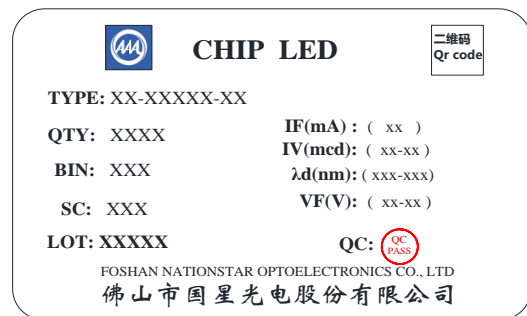 AAA
CHIP LED
二维码
Qr code
TYPE: XX-XXXXX-XX
QTY: XXXX
IF(mA) : ( xx )
IV(mcd): ( xx-xx )
BIN: XXX
λd(nm): ( xxx-xxx)
SC: XXX
VF(V): ( xx-xx )
LOT: XXXXX
QC:
QC
PASS
FOSHAN NATIONSTAR OPTOELECTRONICS CO., LTD
佛山市国星光电股份有限公司